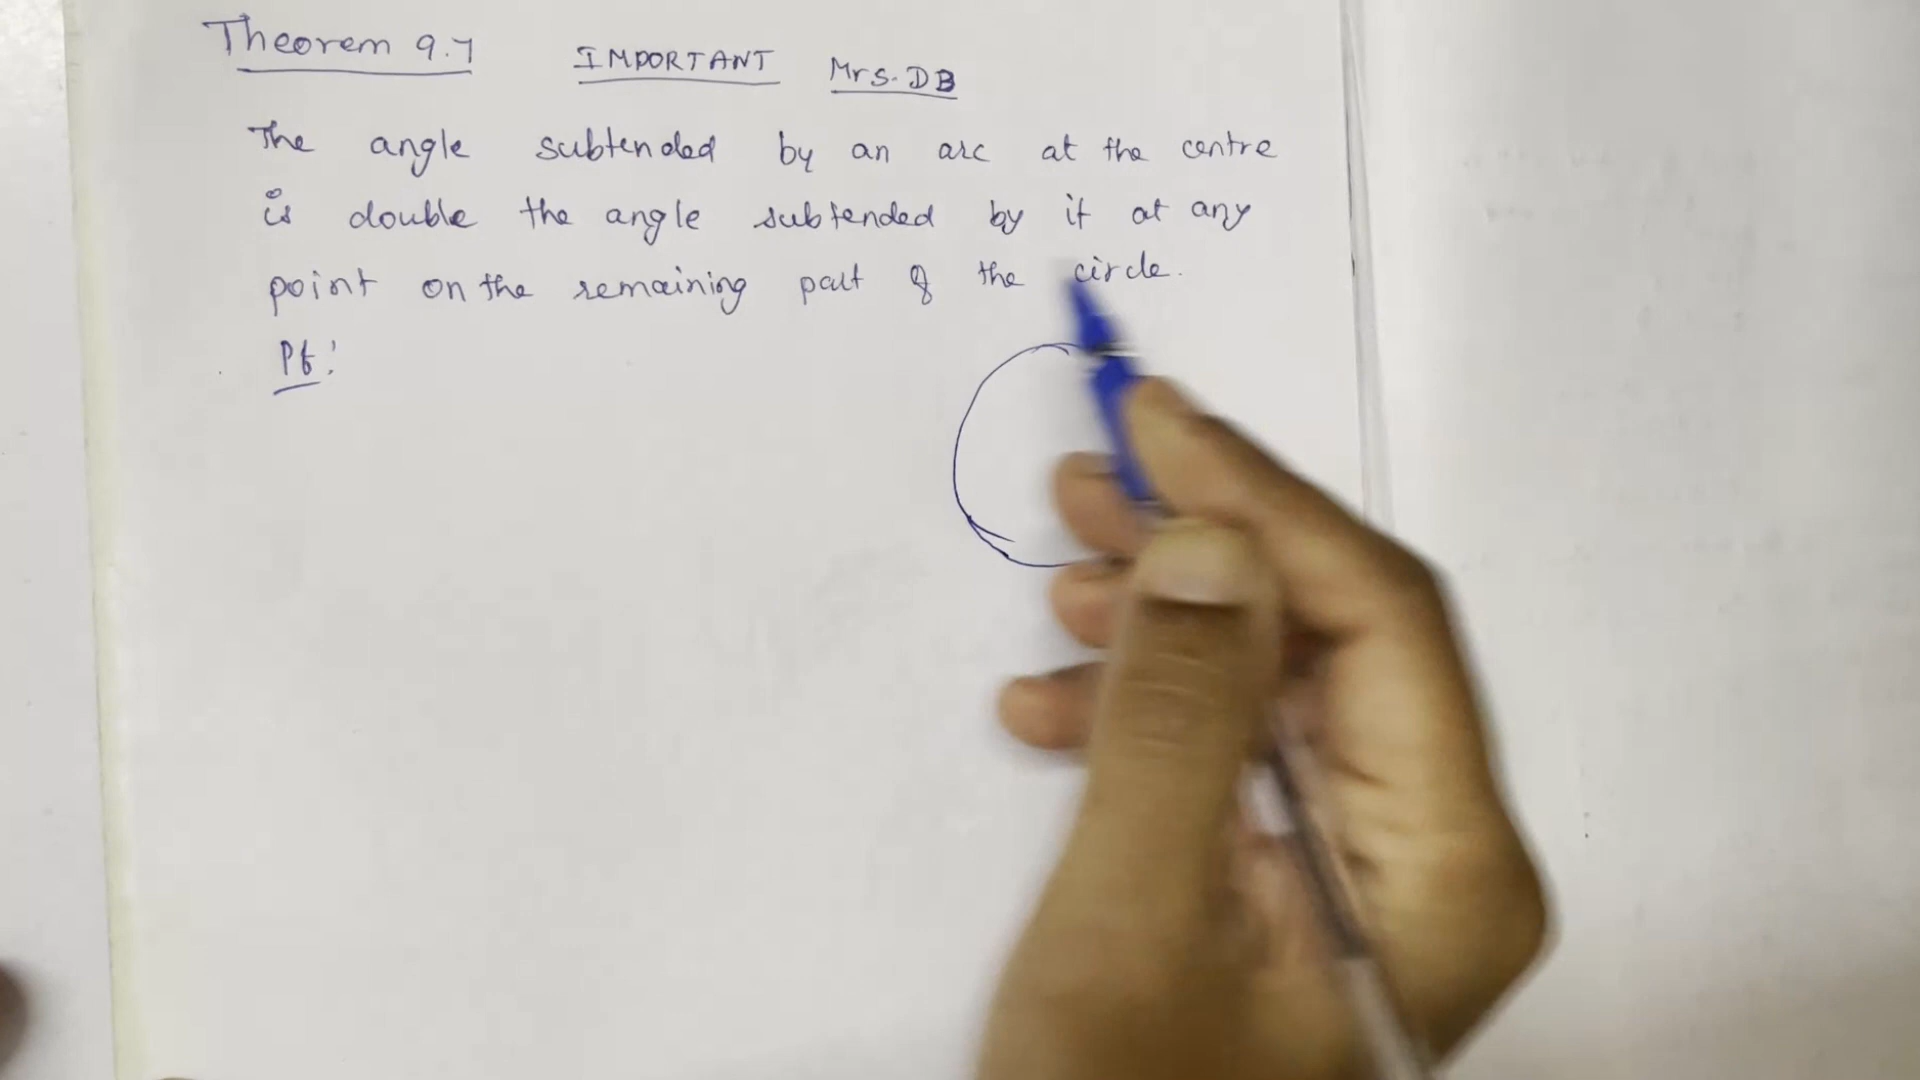 Theorem 9.7 IMPORTANT Mrs. DB
The angle subtended by an arc at the centre
is double the angle subtended by it at any
point on the remaining part of the circle.
Pf: